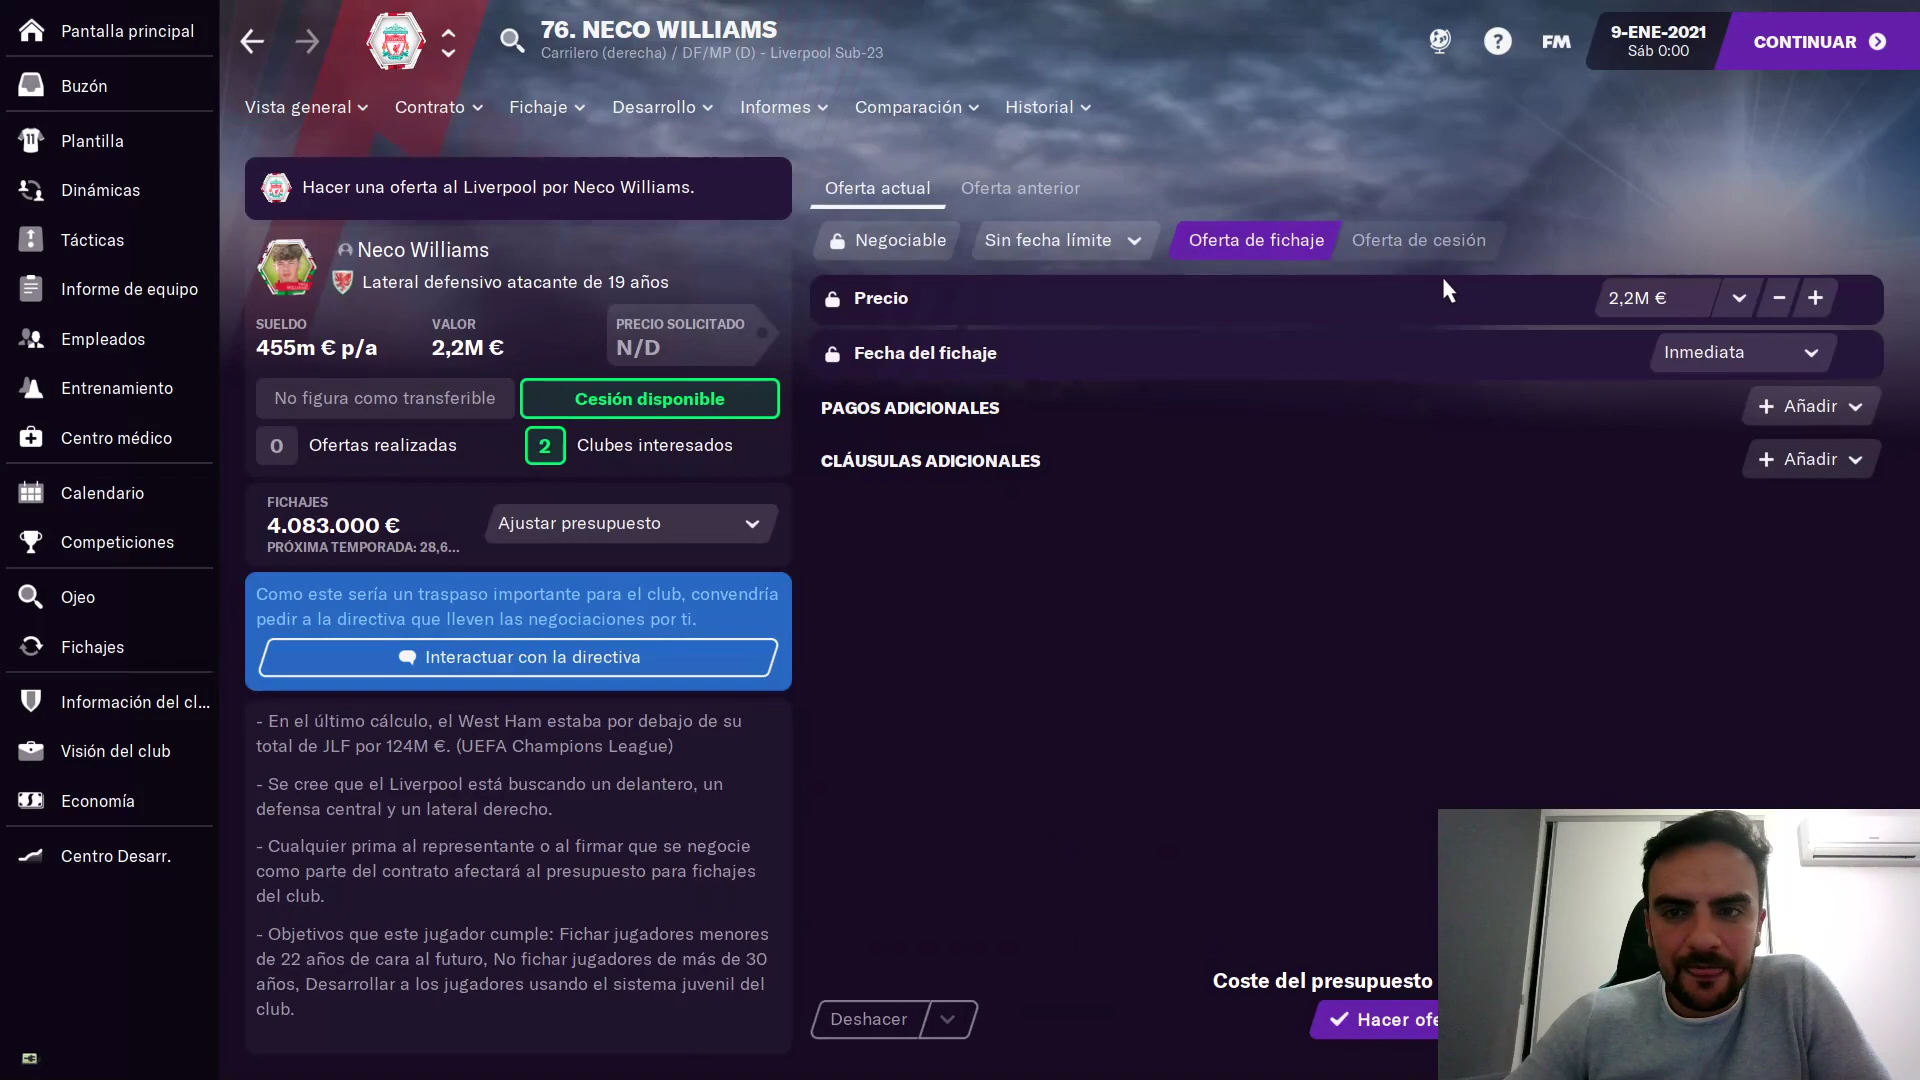 Pantalla principal
Buzón
Plantilla
Dinámicas
Tácticas
Informe de equipo
Empleados
Entrenamiento
Centro médico
Calendario
Competiciones
Ojeo
Fichajes
Información del cl...
Visión del club
Economía
Centro Desarr.
76. NECO WILLIAMS
Carrilero (derecha) / DF/MP (D) - Liverpool Sub-23
FM
9-ENE-2021
Sáb 0:00
CONTINUAR
Vista general
Contrato
Fichaje
Desarrollo
Informes
Comparación
Historial
Hacer una oferta al Liverpool por Neco Williams.
Neco Williams
Lateral defensivo atacante de 19 años
SUELDO
455m € p/a
VALOR
2,2M €
PRECIO SOLICITADO
N/D
No figura como transferible
Cesión disponible
0 Ofertas realizadas
2 Clubes interesados
FICHAJES
4.083.000 €
PRÓXIMA TEMPORADA: 28,6...
Ajustar presupuesto
Como este sería un traspaso importante para el club, convendría
pedir a la directiva que lleven las negociaciones por ti.
Interactuar con la directiva
- En el último cálculo, el West Ham estaba por debajo de su
total de JLF por 124M €. (UEFA Champions League)
- Se cree que el Liverpool está buscando un delantero, un
defensa central y un lateral derecho.
- Cualquier prima al representante o al firmar que se negocie
como parte del contrato afectará al presupuesto para fichajes
del club.
- Objetivos que este jugador cumple: Fichar jugadores menores
de 22 años de cara al futuro, No fichar jugadores de más de 30
años, Desarrollar a los jugadores usando el sistema juvenil del
club.
Oferta actual
Oferta anterior
Negociable
Sin fecha límite
Oferta de fichaje
Oferta de cesión
Precio
2,2M €
Fecha del fichaje
Inmediata
PAGOS ADICIONALES
+ Añadir
CLÁUSULAS ADICIONALES
+ Añadir
Deshacer
Coste del presupuesto
Hacer ofe